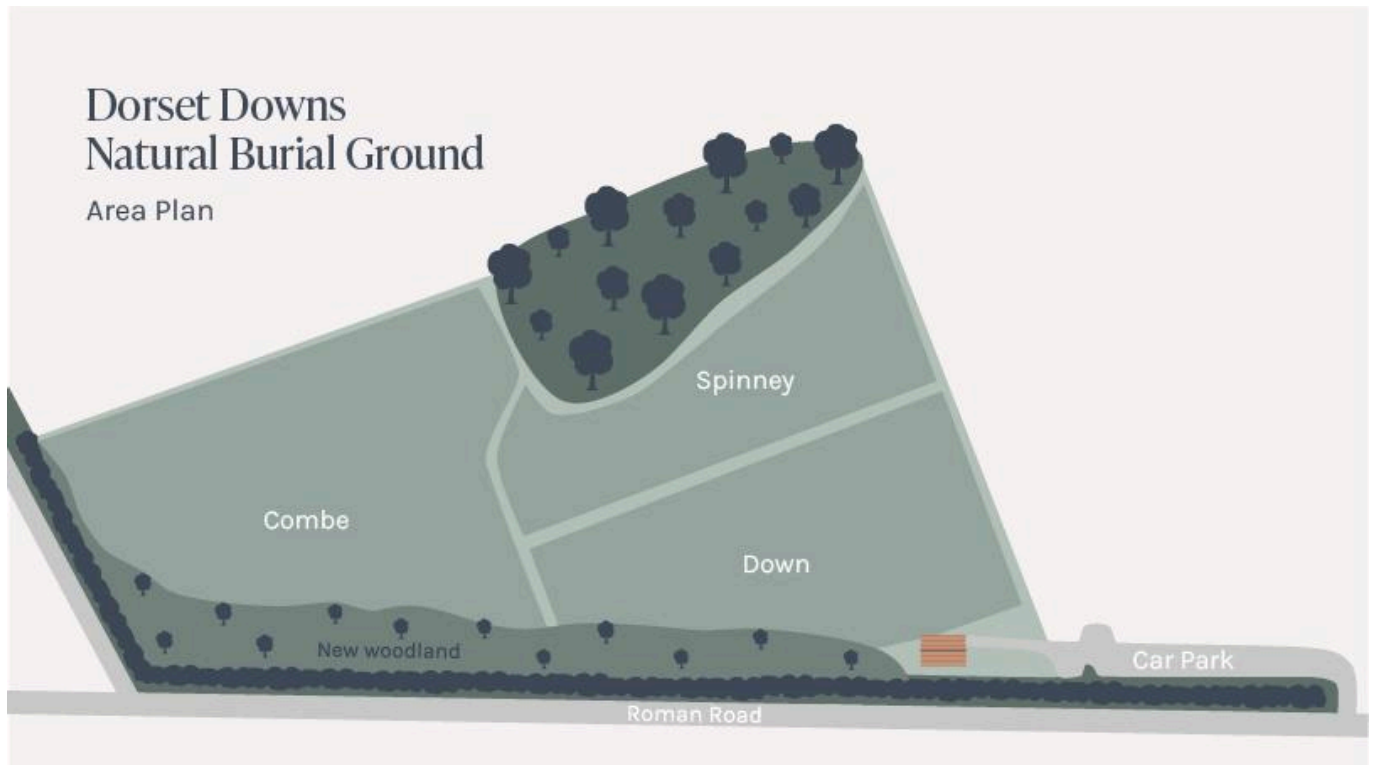 Dorset Downs
Natural Burial Ground
Area Plan
Spinney
Combe
Down
New woodland
Car Park
Roman Road